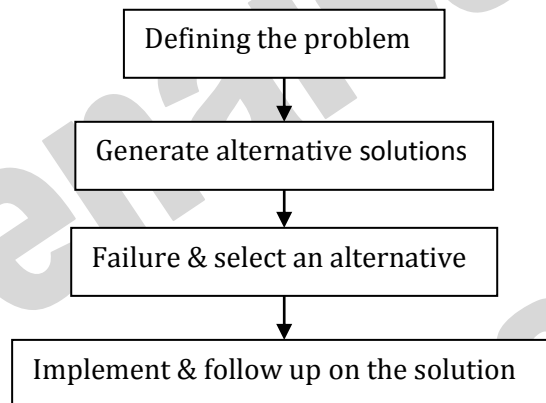 Defining the problem
Generate alternative solutions
Failure & select an alternative
Implement & follow up on the solution